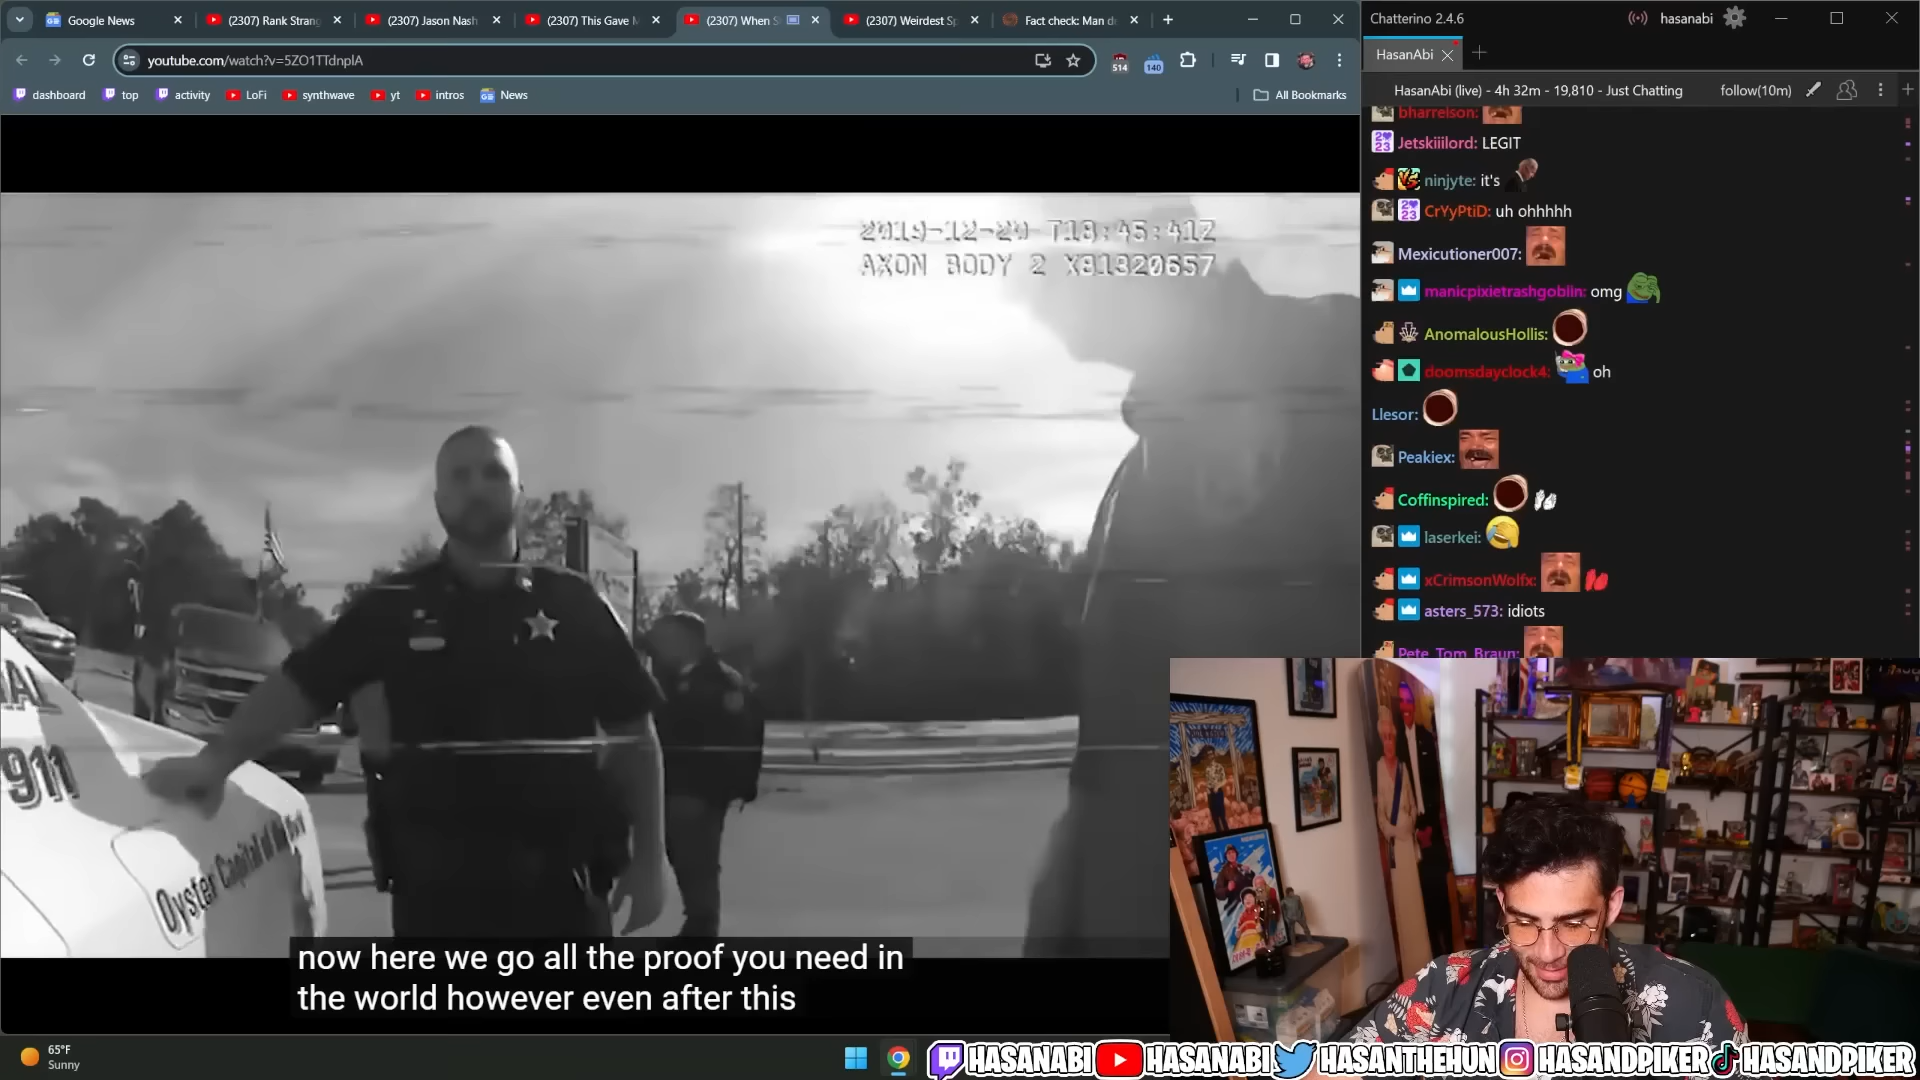 Google News
(2307) Rank Strang
(2307) Jason Nash
(2307) This Gave M
(2307) When S
(2307) Weirdest Sp
Fact check: Man d
youtube.com/watch?v=5ZO1TTdnplA
514
140
dashboard
top
activity
LoFi
synthwave
yt
intros
News
All Bookmarks
2019-12-20 T18:45:41Z
AXON BODY 2 X81820657
911
Oyster Capital of
now here we go all the proof you need in
the world however even after this
Chatterino 2.4.6
hasanabi
HasanAbi
HasanAbi (live) - 4h 32m - 19,810 - Just Chatting
follow(10m)
bharrelson:
Jetskiiilord: LEGIT
ninjyte: it's
CrYyPtiD: uh ohhhhh
Mexicutioner007:
manicpixietrashgoblin: omg
AnomalousHollis:
doomsdayclock4: oh
Llesor:
Peakiex:
Coffinspired:
laserkei:
xCrimsonWolfx:
asters_573: idiots
Pete_Tom_Braun:
65°F
Sunny
HASANABI
HASANABI
HASANTHEHUN
HASANDPIKER
HASANDPIKER